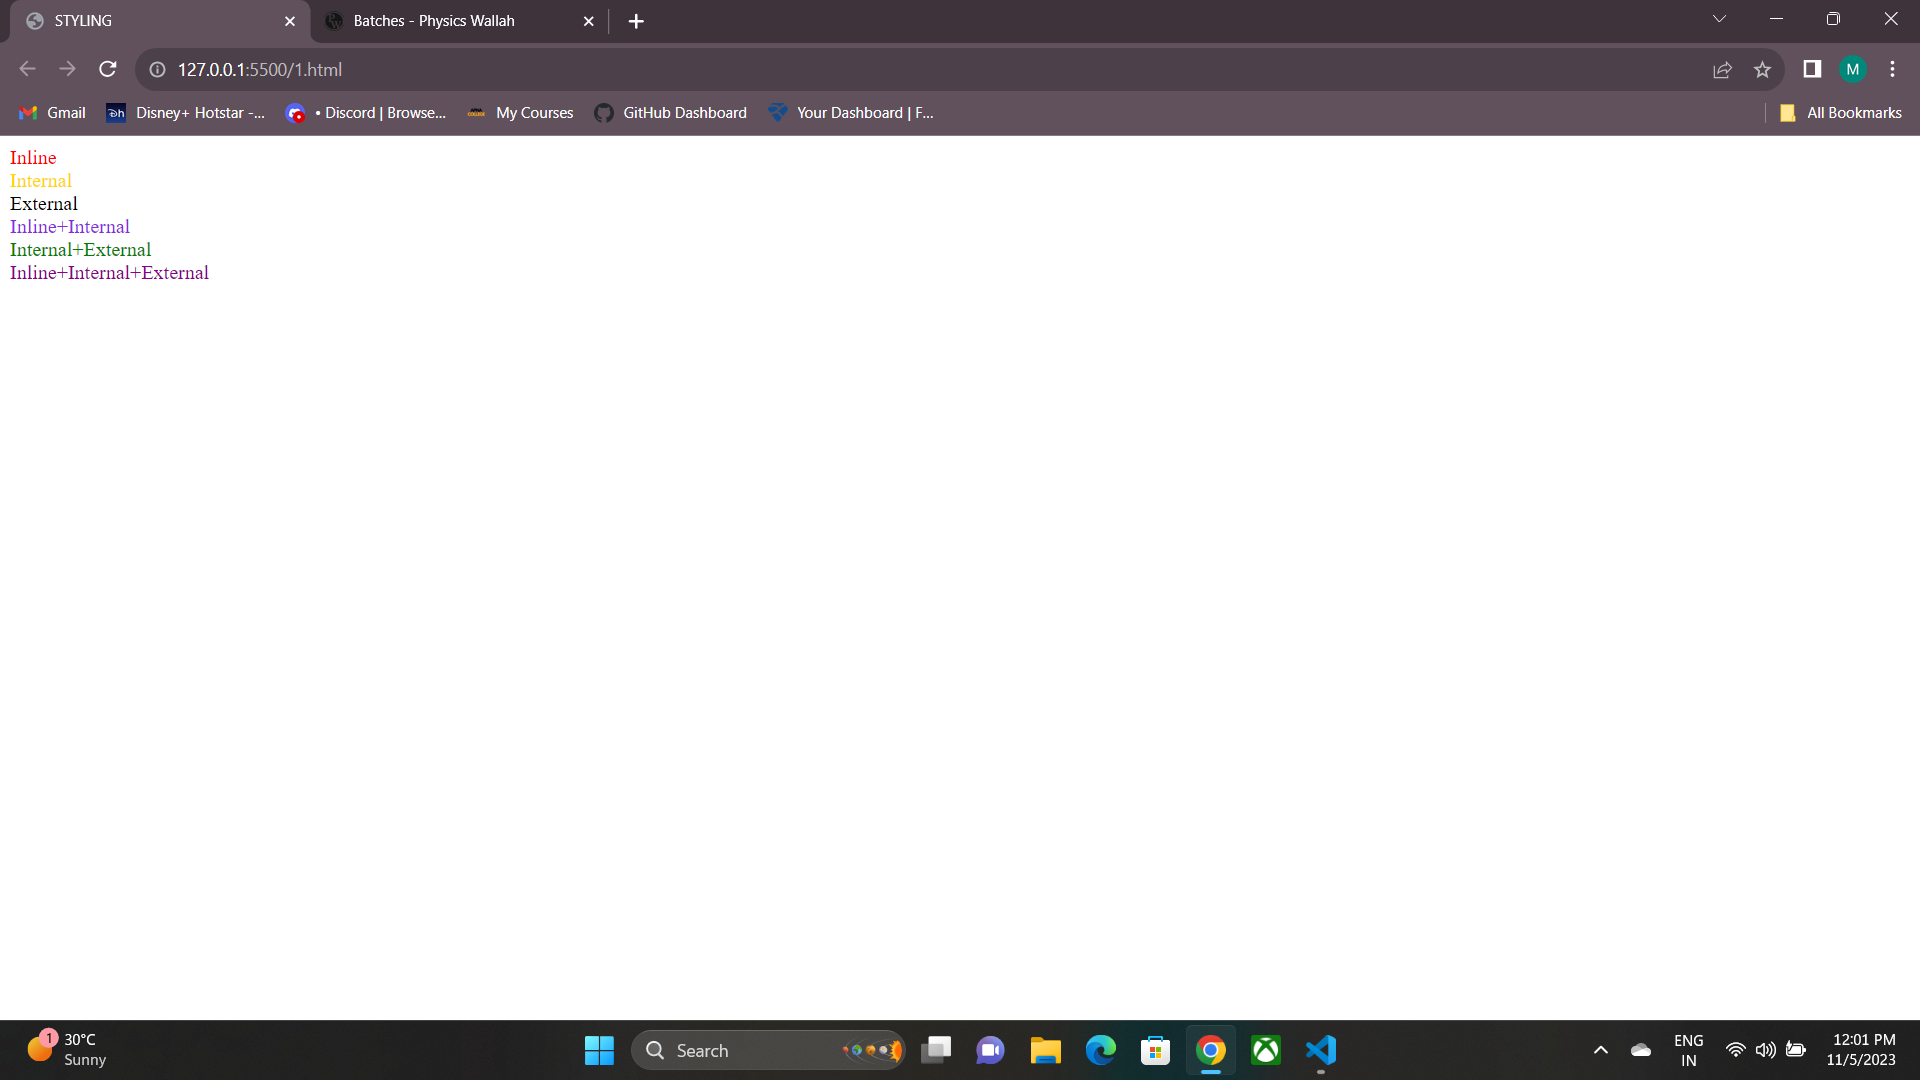 STYLING
Batches - Physics Wallah
127.0.0.1:5500/1.html
M
Gmail
Disney+ Hotstar -...
• Discord | Browse...
My Courses
GitHub Dashboard
Your Dashboard | F...
All Bookmarks
Inline
Internal
External
Inline+Internal
Internal+External
Inline+Internal+External
1
30°C
Sunny
Search
ENG
IN
12:01 PM
11/5/2023